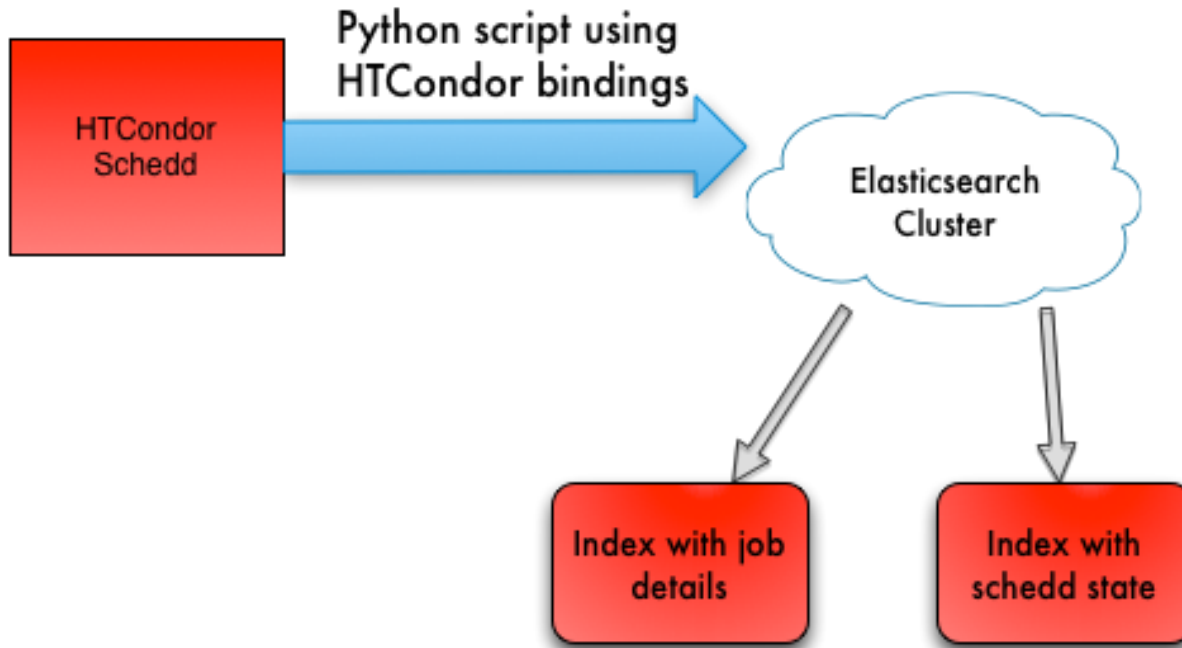 Python script using
HTCondor bindings
HTCondor
Schedd
Elasticsearch
Cluster
Index with job
details
Index with
schedd state